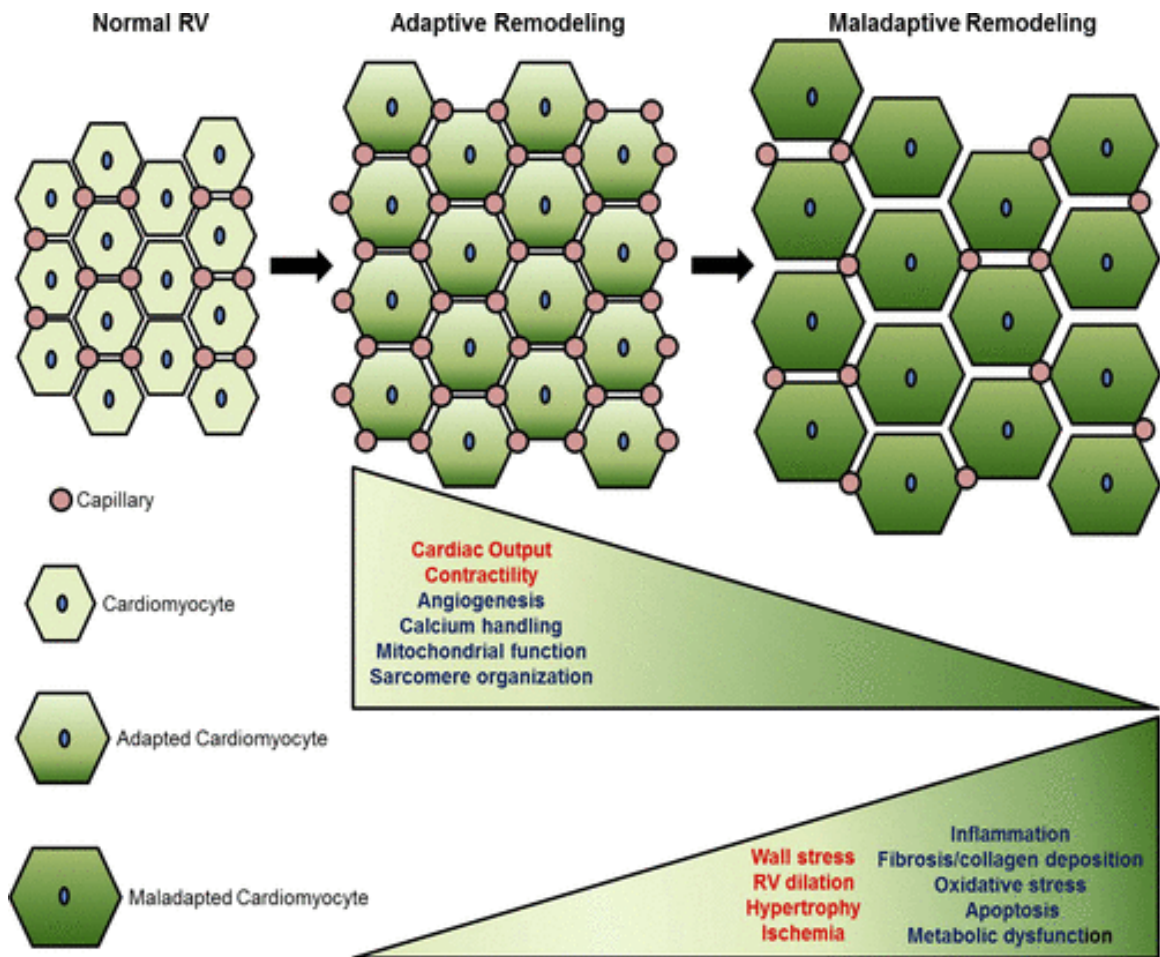 Normal RV
Adaptive Remodeling
Maladaptive Remodeling
Capillary
Cardiomyocyte
Adapted Cardiomyocyte
Maladapted Cardiomyocyte
Cardiac Output
Contractility
Angiogenesis
Calcium handling
Mitochondrial function
Sarcomere organization
Wall stress
RV dilation
Hypertrophy
Ischemia
Inflammation
Fibrosis/collagen deposition
Oxidative stress
Apoptosis
Metabolic dysfunction